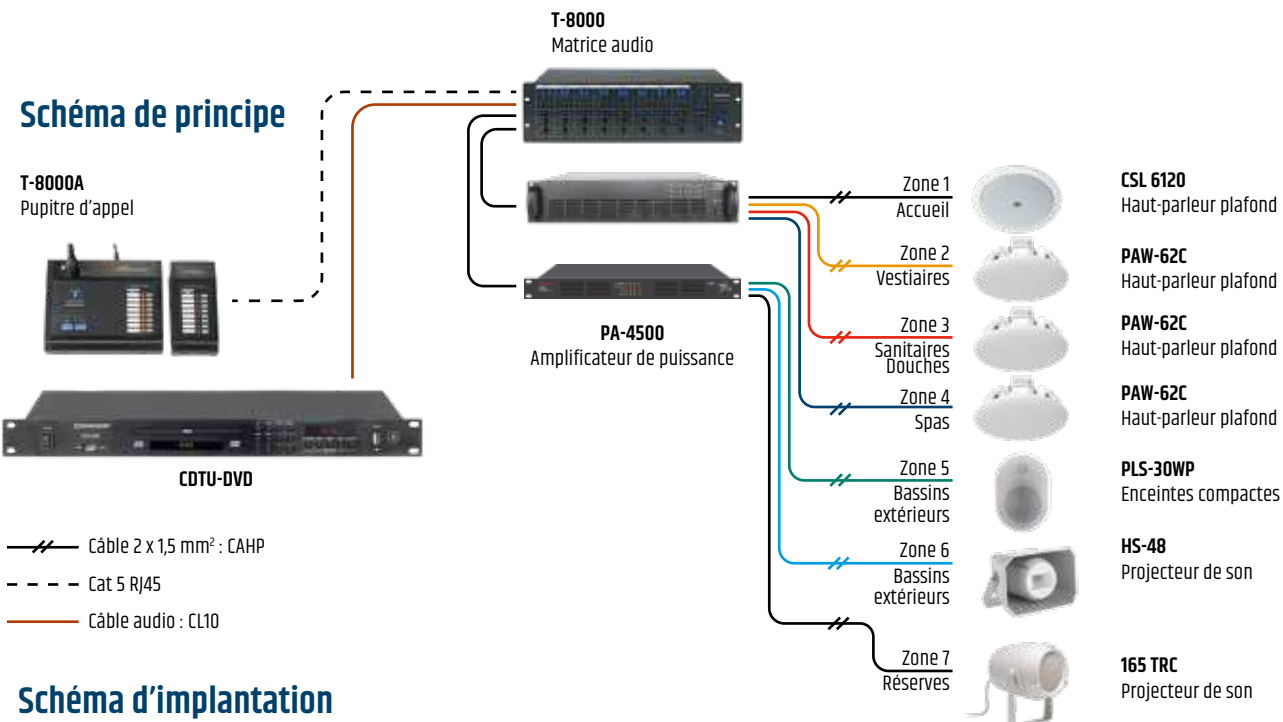 T-8000
Matrice audio
Schéma de principe
T-8000A
Pupitre d'appel
PA-4500
Amplificateur de puissance
CDTU-DVD
Câble 2 x 1,5 mm² : CAHP
Cat 5 RJ45
Câble audio : CL10
Zone 1
Accueil
CSL 6120
Haut-parleur plafond
Zone 2
Vestiaires
PAW-62C
Haut-parleur plafond
Zone 3
Sanitaires
Douches
PAW-62C
Haut-parleur plafond
Zone 4
Spas
PAW-62C
Haut-parleur plafond
Zone 5
Bassins
extérieurs
PLS-30WP
Enceintes compactes
Zone 6
Bassins
extérieurs
HS-48
Projecteur de son
Zone 7
Réserves
165 TRC
Projecteur de son
Schéma d'implantation